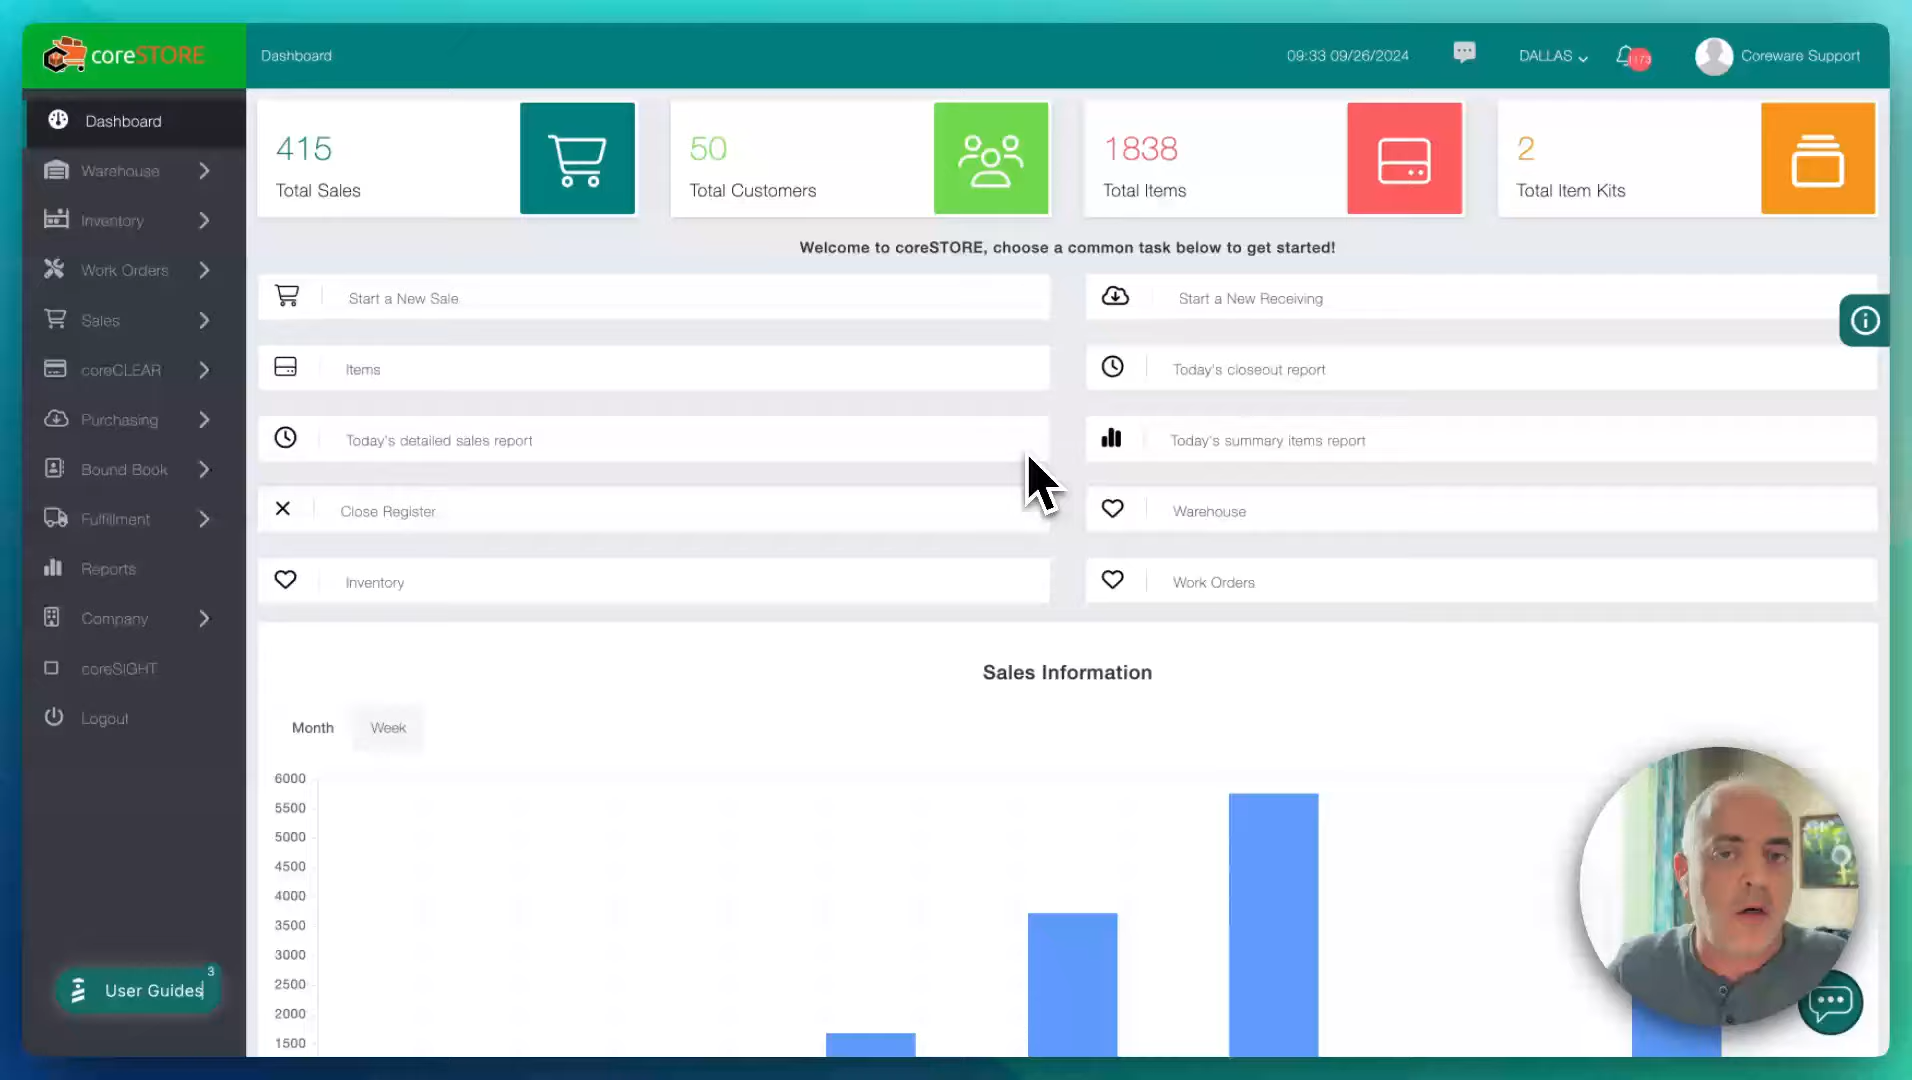 coreSTORE
Dashboard
09:33 09/26/2024
DALLAS
1173
Coreware Support
Dashboard
Warehouse
Inventory
Work Orders
Sales
coreCLEAR
Purchasing
Bound Book
Fulfillment
Reports
Company
coreSIGHT
Logout
User Guides
3
415
Total Sales
50
Total Customers
1838
Total Items
2
Total Item Kits
Welcome to coreSTORE, choose a common task below to get started!
Start a New Sale
Start a New Receiving
Items
Today's closeout report
Today's detailed sales report
Today's summary items report
Close Register
Warehouse
Inventory
Work Orders
Sales Information
Month
Week
6000
5500
5000
4500
4000
3500
3000
2500
2000
1500